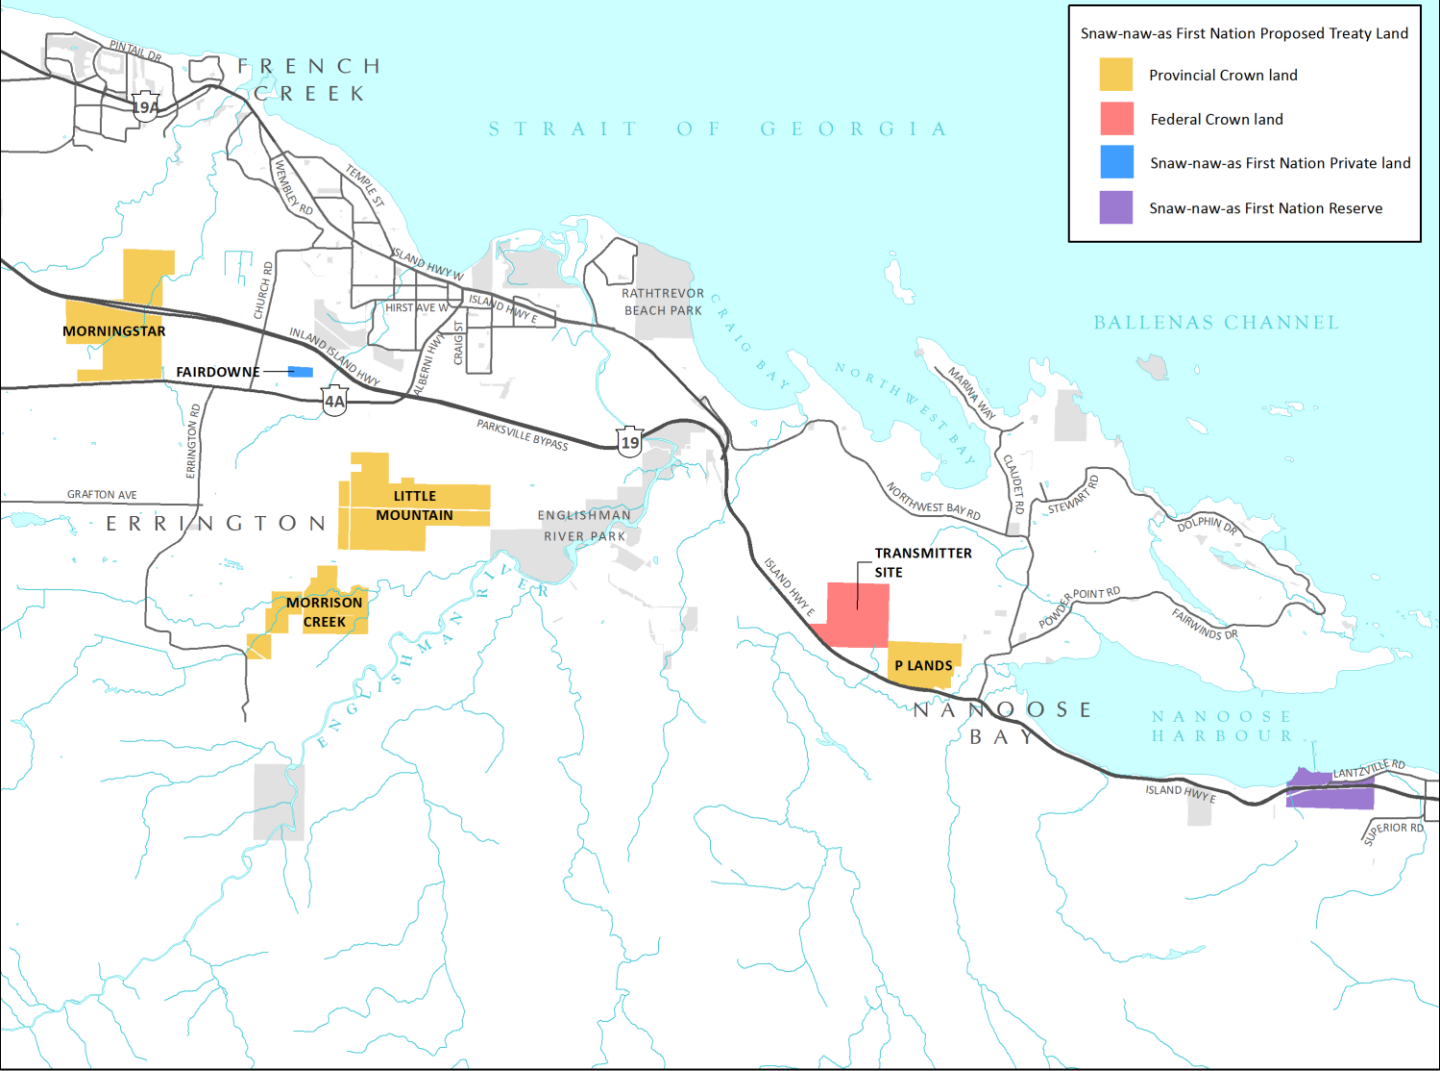 Snaw-naw-as First Nation Proposed Treaty Land
Provincial Crown land
Federal Crown land
Snaw-naw-as First Nation Private land
Snaw-naw-as First Nation Reserve
PINTAIL DR
19A
FRENCH
CREEK
STRAIT OF GEORGIA
WEMBLEY RD
TEMPLE ST
ISLAND HWY W
CHURCH RD
HIRST AVE W
ISLAND HWY E
RATHTREVOR
BEACH PARK
CRAIG BAY
BALLENAS CHANNEL
MORNINGSTAR
INLAND ISLAND HWY
ALBERNI HWY
CRAIG ST
FAIRDOWNE
4A
NORTHWEST BAY
MARINA WAY
ERRINGTON RD
PARKSVILLE BYPASS
19
GRAFTON AVE
ERRINGTON
LITTLE
MOUNTAIN
ENGLISHMAN
RIVER PARK
NORTHWEST BAY RD
CLAUDET RD
STEWART RD
DOLPHIN DR
TRANSMITTER
SITE
ISLAND HWY E
MORRISON
CREEK
ENGLISHMAN RIVER
POWDER POINT RD
FAIRWINDS DR
P LANDS
NANOOSE
BAY
NANOOSE
HARBOUR
LANTZVILLE RD
ISLAND HWY E
SUPERIOR RD